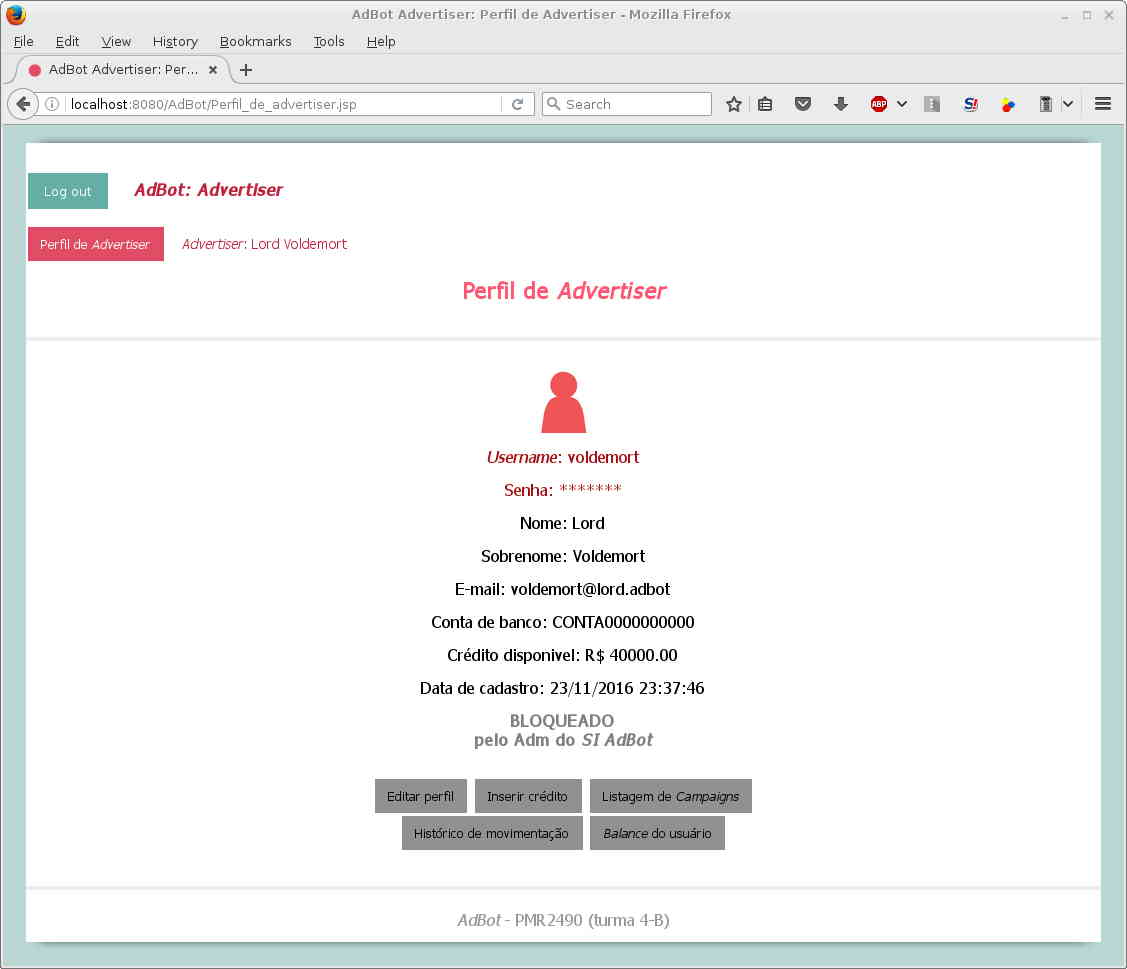 AdBot Advertiser: Perfil de Advertiser - Mozilla Firefox
File Edit View History Bookmarks Tools Help
AdBot Advertiser: Per...
localhost:8080/AdBot/Perfil_de_advertiser.jsp Search ABP S!
Log out AdBot: Advertiser
Perfil de Advertiser Advertiser: Lord Voldemort
Perfil de Advertiser
Username: voldemort
Senha: *******
Nome: Lord
Sobrenome: Voldemort
E-mail: voldemort@lord.adbot
Conta de banco: CONTA0000000000
Crédito disponivel: R$ 40000.00
Data de cadastro: 23/11/2016 23:37:46
BLOQUEADO
pelo Adm do SI AdBot
Editar perfil Inserir crédito Listagem de Campaigns
Histórico de movimentação Balance do usuário
AdBot - PMR2490 (turma 4-B)